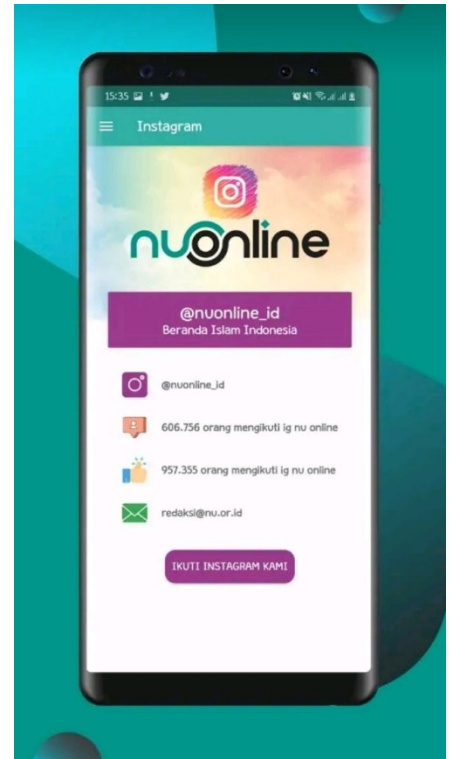 15:35
Instagram
nuonline
@nuonline_id
Beranda Islam Indonesia
@nuonline_id
606.756 orang mengikuti ig nu online
957.355 orang mengikuti ig nu online
redaksi@nu.or.id
IKUTI INSTAGRAM KAMI